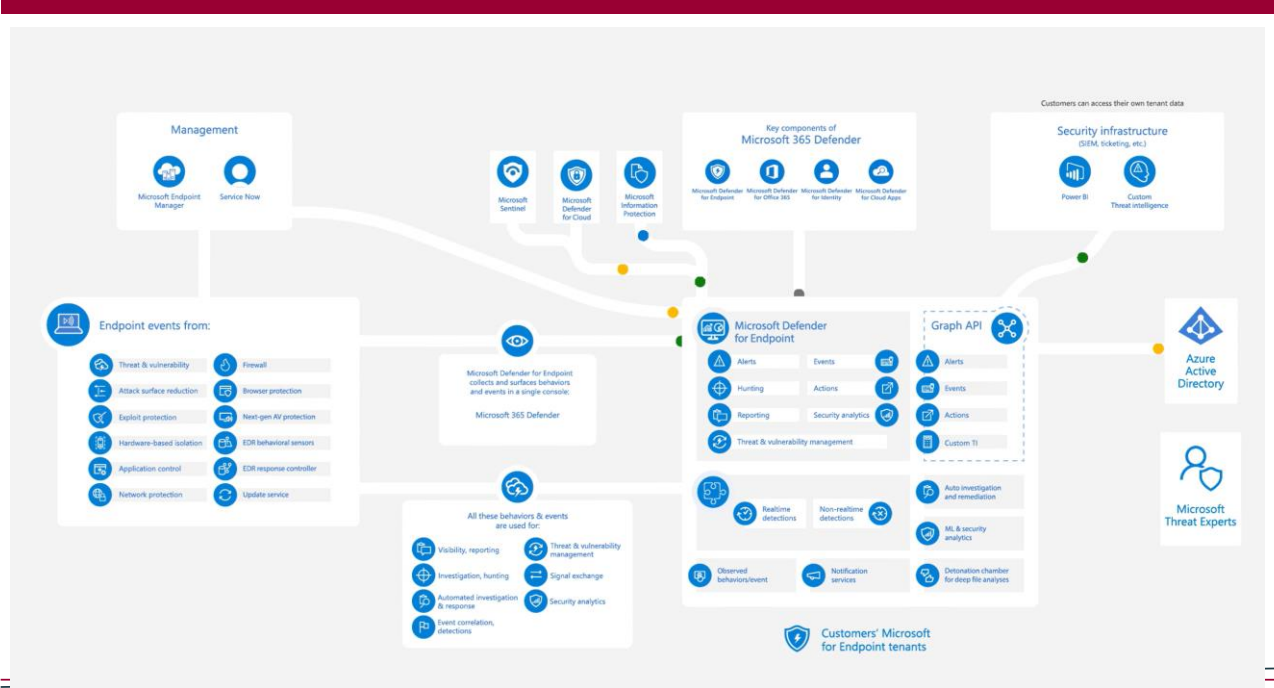 Customers can access their own tenant data
Management
Microsoft Endpoint
Manager
Service Now
Microsoft
Sentinel
Microsoft
Defender
for Cloud
Microsoft
Information
Protection
Key components of
Microsoft 365 Defender
Microsoft Defender
for Endpoint
Microsoft Defender
for Office 365
Microsoft Defender
for Identity
Microsoft Defender
for Cloud Apps
Security infrastructure
(SIEM, ticketing, etc.)
Power BI
Custom
Threat intelligence
Endpoint events from:
Threat & vulnerability
Firewall
Attack surface reduction
Browser protection
Exploit protection
Next-gen AV protection
Hardware-based isolation
EDR behavioral sensors
Application control
EDR response controller
Network protection
Update service
Microsoft Defender for Endpoint
collects and surfaces behaviors
and events in a single console:
Microsoft 365 Defender
All these behaviors & events
are used for:
Visibility, reporting
Threat & vulnerability
management
Investigation, hunting
Signal exchange
Automated investigation
& response
Security analytics
Event correlation,
detections
Microsoft Defender
for Endpoint
Alerts
Events
Hunting
Actions
Reporting
Security analytics
Threat & vulnerability management
Graph API
Alerts
Events
Actions
Custom TI
Realtime
detections
Non-realtime
detections
Auto investigation
and remediation
ML & security
analytics
Observed
behaviors/event
Notification
services
Detonation chamber
for deep file analyses
Azure
Active
Directory
Microsoft
Threat Experts
Customers' Microsoft
for Endpoint tenants